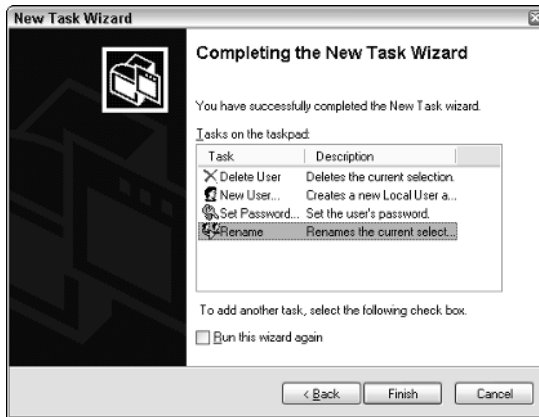 New Task Wizard
Completing the New Task Wizard
You have successfully completed the New Task wizard.
Tasks on the taskpad:
Task Description
Delete User Deletes the current selection.
New User... Creates a new Local User a...
Set Password... Set the user's password.
Rename Renames the current select...
To add another task, select the following check box.
Run this wizard again
< Back Finish Cancel